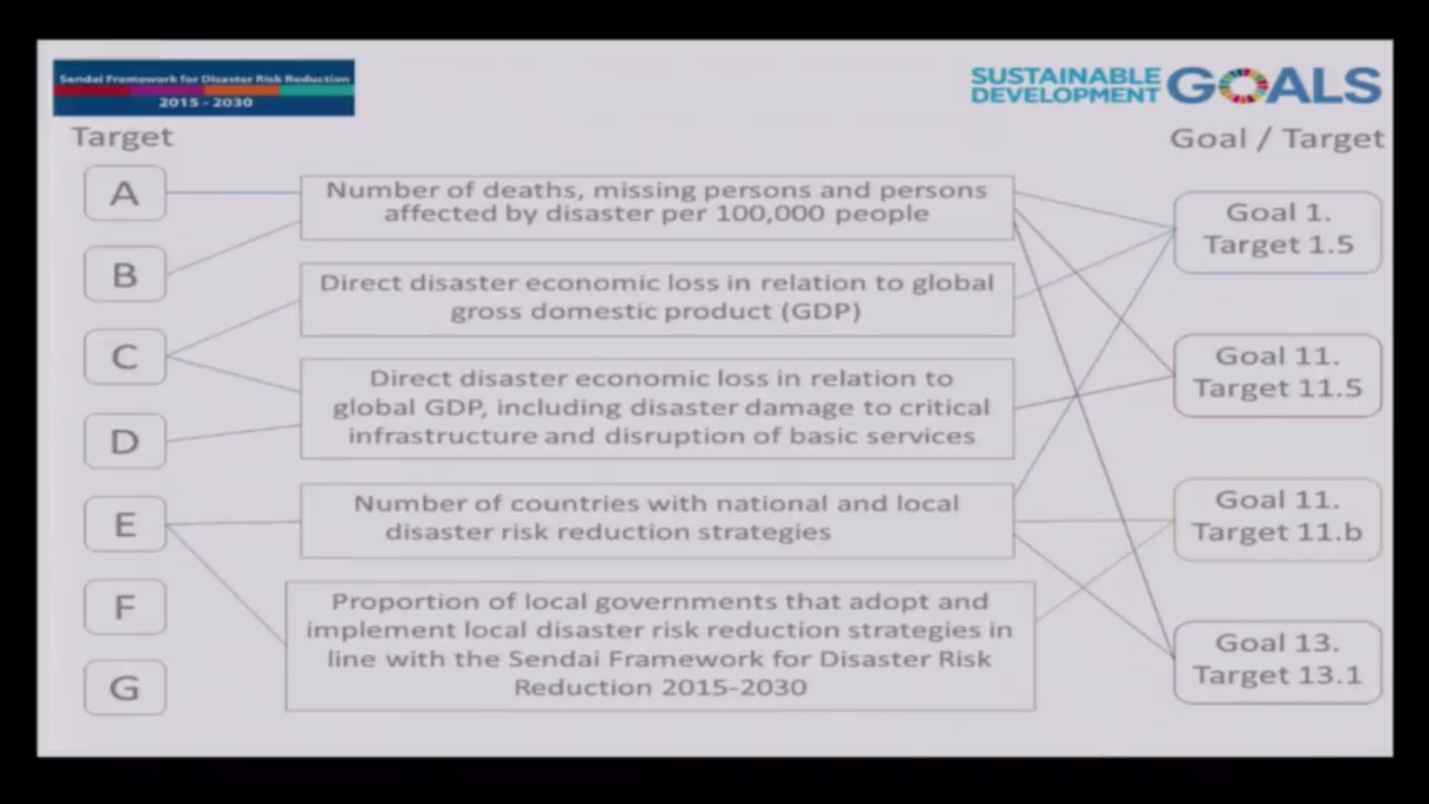 Sendai Framework for Disaster Risk Reduction
2015 - 2030
SUSTAINABLE
DEVELOPMENT
GOALS
Target
Goal / Target
A
B
C
D
E
F
G
Number of deaths, missing persons and persons
affected by disaster per 100,000 people
Direct disaster economic loss in relation to global
gross domestic product (GDP)
Direct disaster economic loss in relation to
global GDP, including disaster damage to critical
infrastructure and disruption of basic services
Number of countries with national and local
disaster risk reduction strategies
Proportion of local governments that adopt and
implement local disaster risk reduction strategies in
line with the Sendai Framework for Disaster Risk
Reduction 2015-2030
Goal 1.
Target 1.5
Goal 11.
Target 11.5
Goal 11.
Target 11.b
Goal 13.
Target 13.1